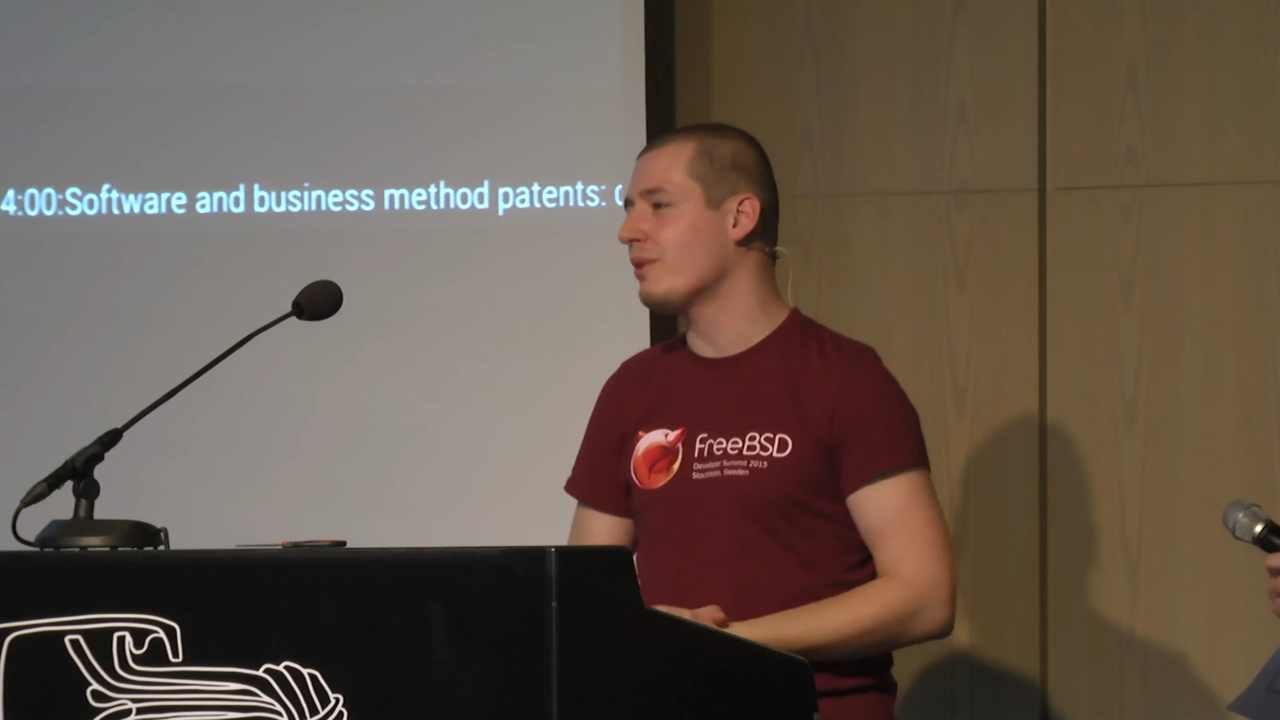 4:00:Software and business method patents:
FreeBSD
Developer Summit 2015
Stockholm, Sweden